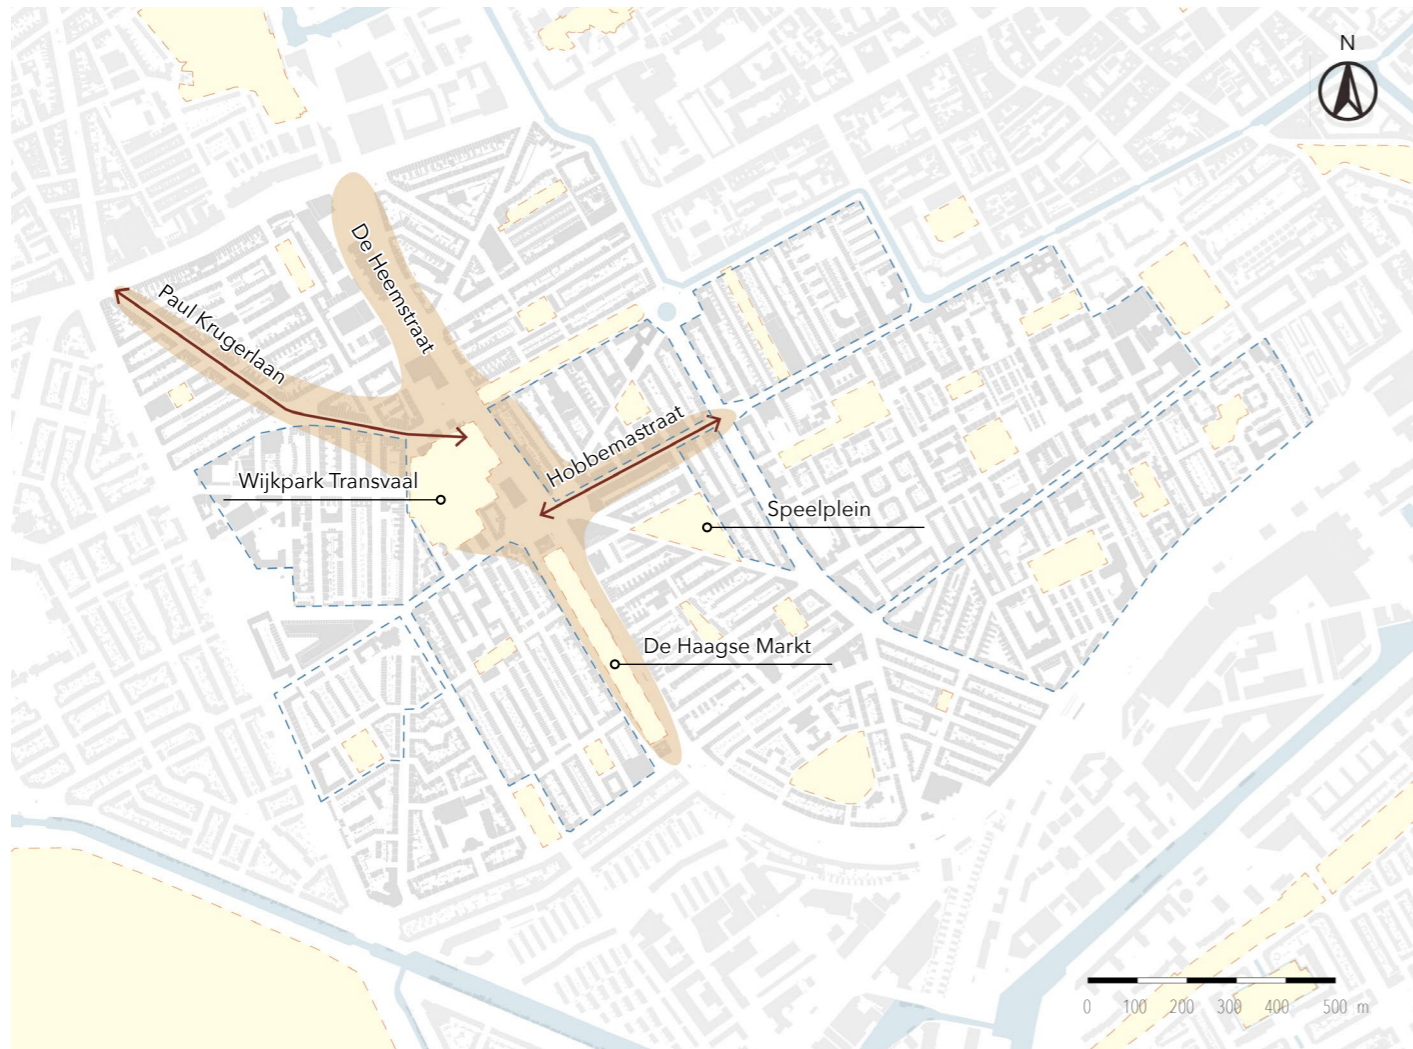 N
De Heemstraat
Paul Krugerlaan
Hobbemastraat
Wijkpark Transvaal
Speelplein
De Haagse Markt
0 100 200 300 400 500 m